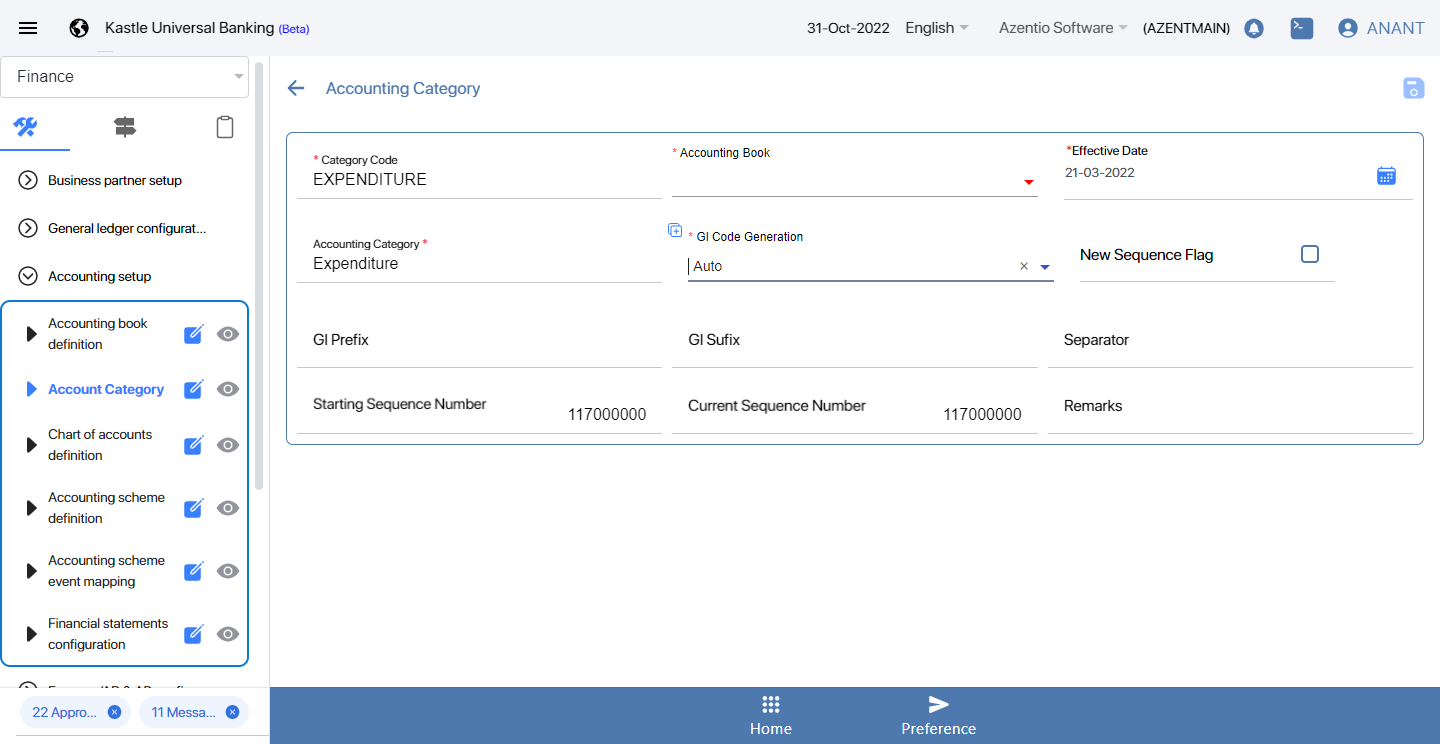 Kastle Universal Banking (Beta)
31-Oct-2022
English
Azentio Software
(AZENTMAIN)
ANANT
Finance
Business partner setup
General ledger configurat...
Accounting setup
Accounting book
definition
Account Category
Chart of accounts
definition
Accounting scheme
definition
Accounting scheme
event mapping
Financial statements
configuration
22 Appro...
11 Messa...
Accounting Category
* Category Code
EXPENDITURE
* Accounting Book
*Effective Date
21-03-2022
Accounting Category *
Expenditure
* GI Code Generation
Auto
New Sequence Flag
GI Prefix
GI Sufix
Separator
Starting Sequence Number
117000000
Current Sequence Number
117000000
Remarks
Home
Preference